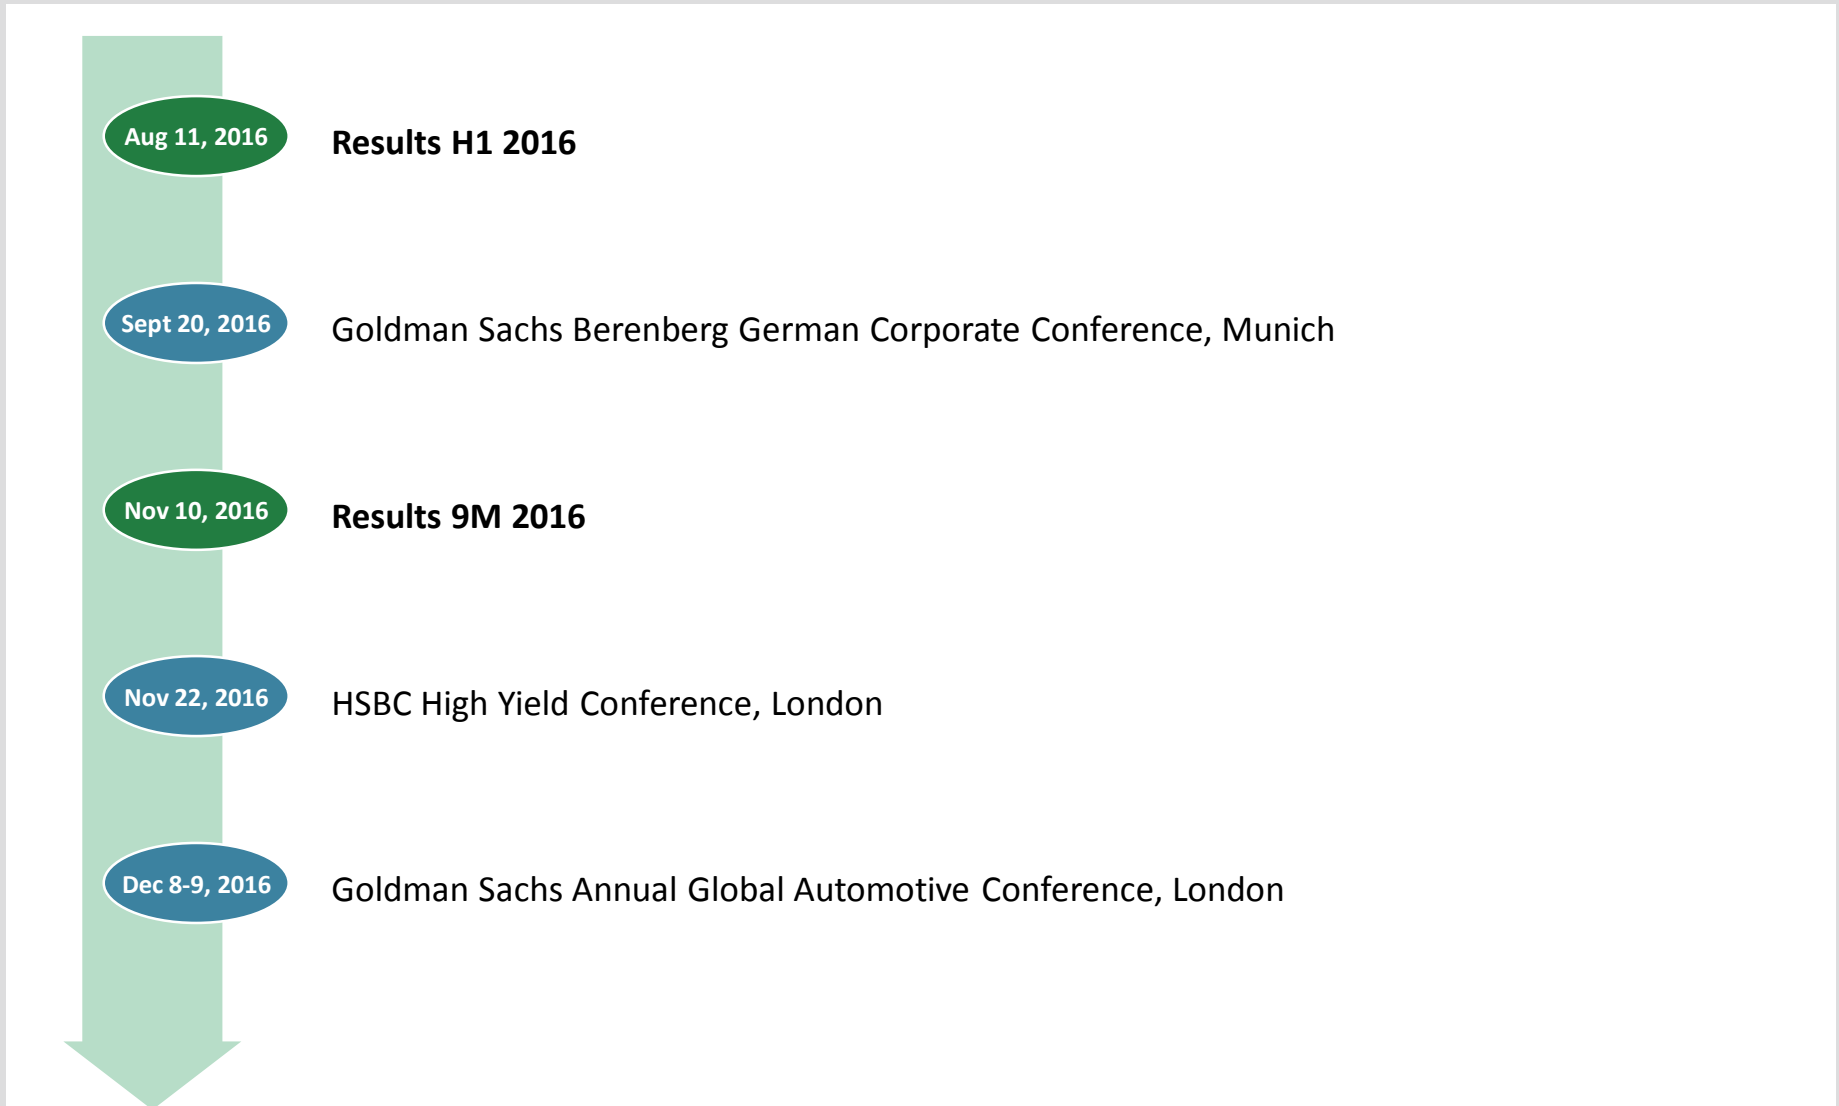 Aug 11, 2016
Results H1 2016
Sept 20, 2016
Goldman Sachs Berenberg German Corporate Conference, Munich
Nov 10, 2016
Results 9M 2016
Nov 22, 2016
HSBC High Yield Conference, London
Dec 8-9, 2016
Goldman Sachs Annual Global Automotive Conference, London